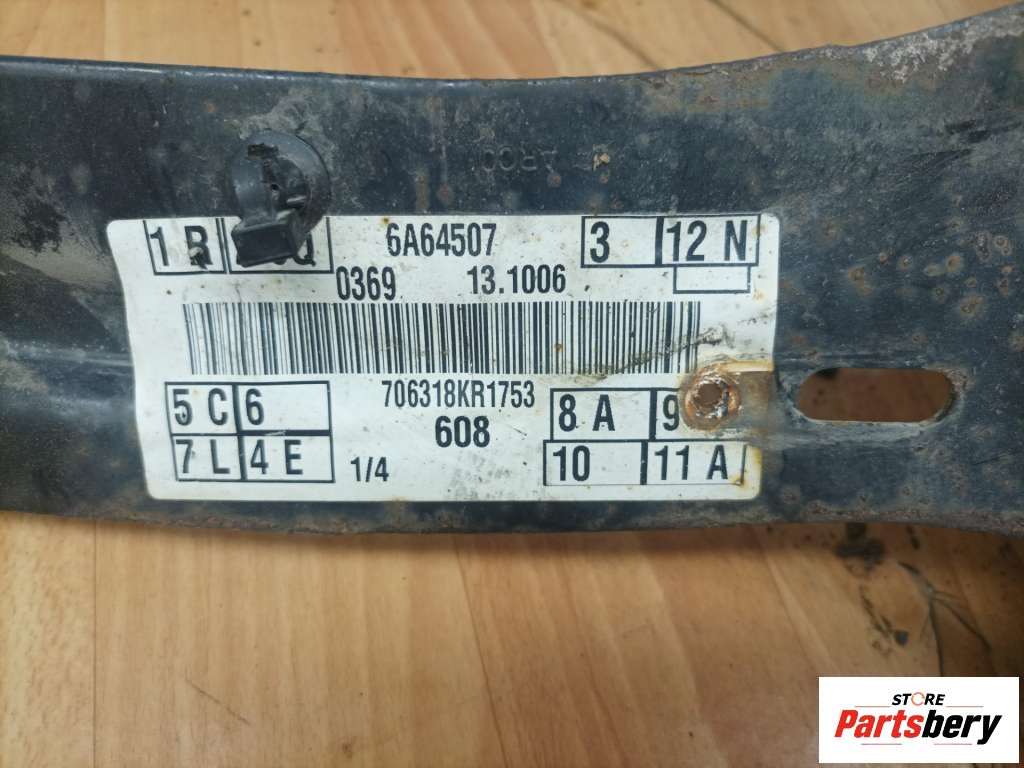 1 R Q 6A64507 3 12 N
0369 13.1006
706318KR1753
5 C 6 608 8 A 9
7 L 4 E 1/4 10 11 A
STORE
Partsbery